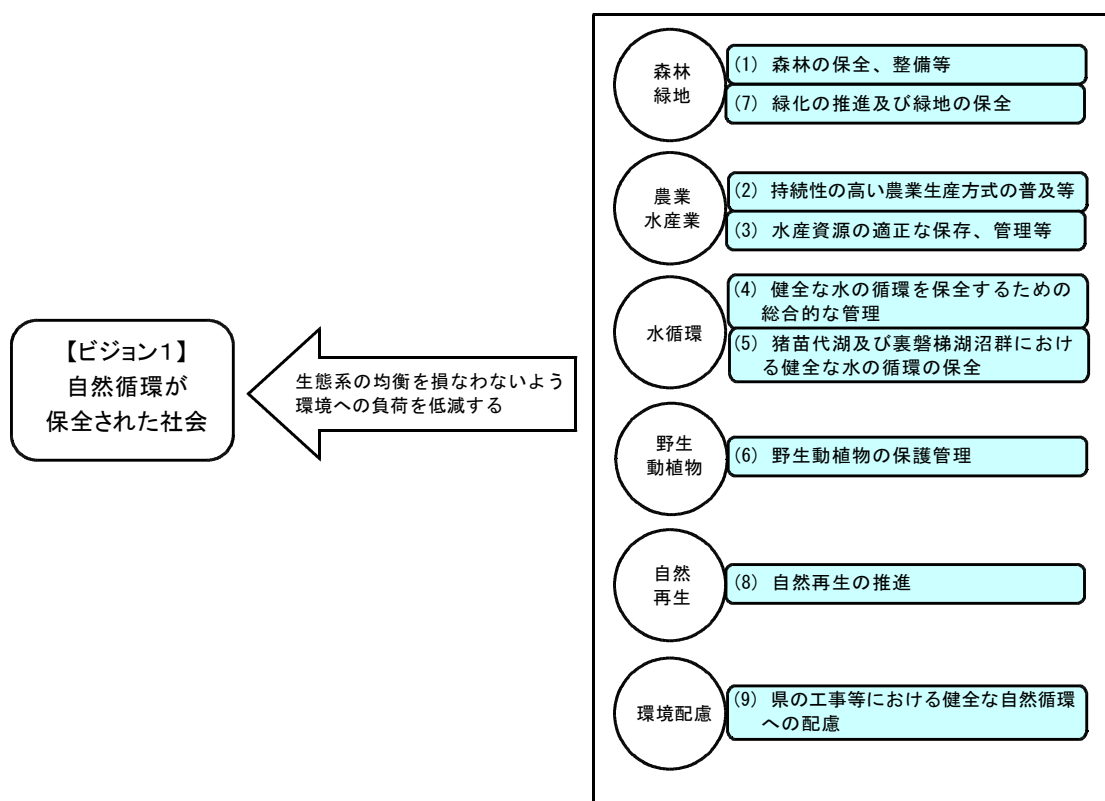 【ビジョン１】
自然循環が
保全された社会
生態系の均衡を損なわないよう
環境への負荷を低減する
森林
緑地
(1) 森林の保全、整備等
(7) 緑化の推進及び緑地の保全
農業
水産業
(2) 持続性の高い農業生産方式の普及等
(3) 水産資源の適正な保存、管理等
水循環
(4) 健全な水の循環を保全するための
総合的な管理
(5) 猪苗代湖及び裏磐梯湖沼群におけ
る健全な水の循環の保全
野生
動植物
(6) 野生動植物の保護管理
自然
再生
(8) 自然再生の推進
環境配慮
(9) 県の工事等における健全な自然循環
への配慮